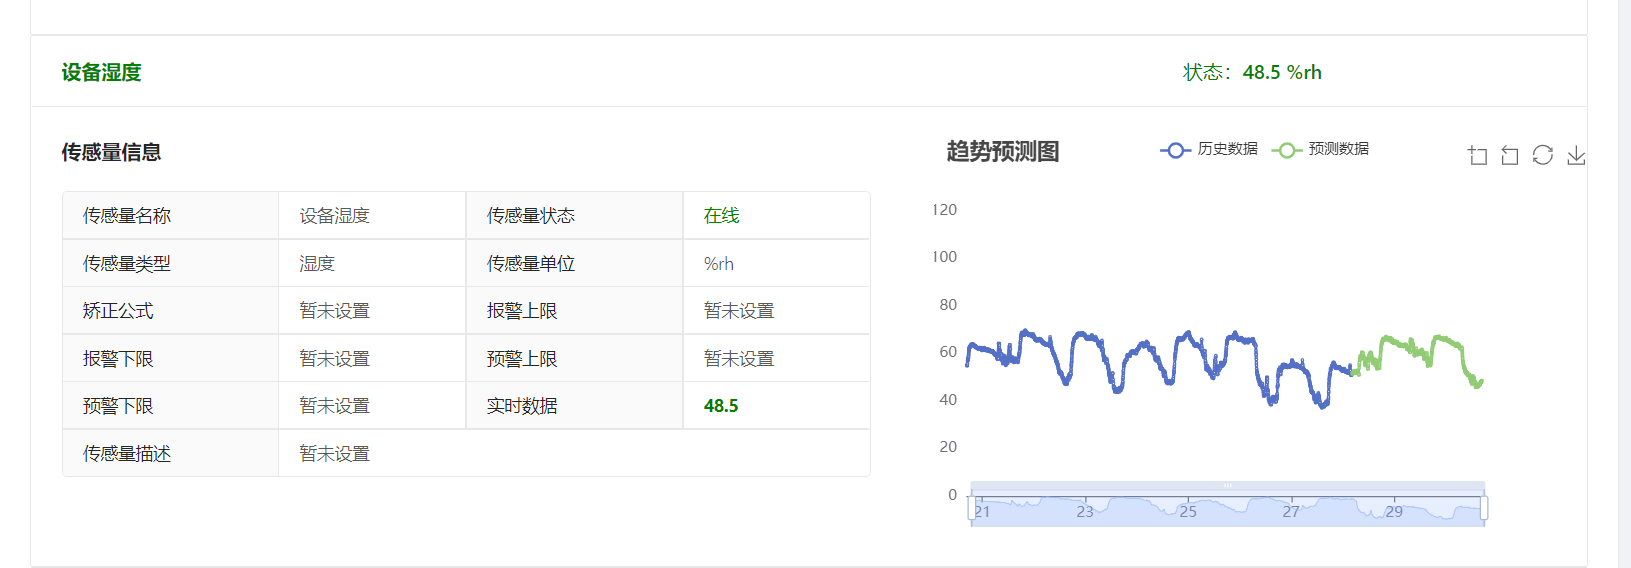 设备湿度
状态：48.5 %rh
传感量信息
传感量名称 设备湿度 传感量状态 在线
传感量类型 湿度 传感量单位 %rh
矫正公式 暂未设置 报警上限 暂未设置
报警下限 暂未设置 预警上限 暂未设置
预警下限 暂未设置 实时数据 48.5
传感量描述 暂未设置
趋势预测图
历史数据 预测数据
120
100
80
60
40
20
0
21 23 25 27 29